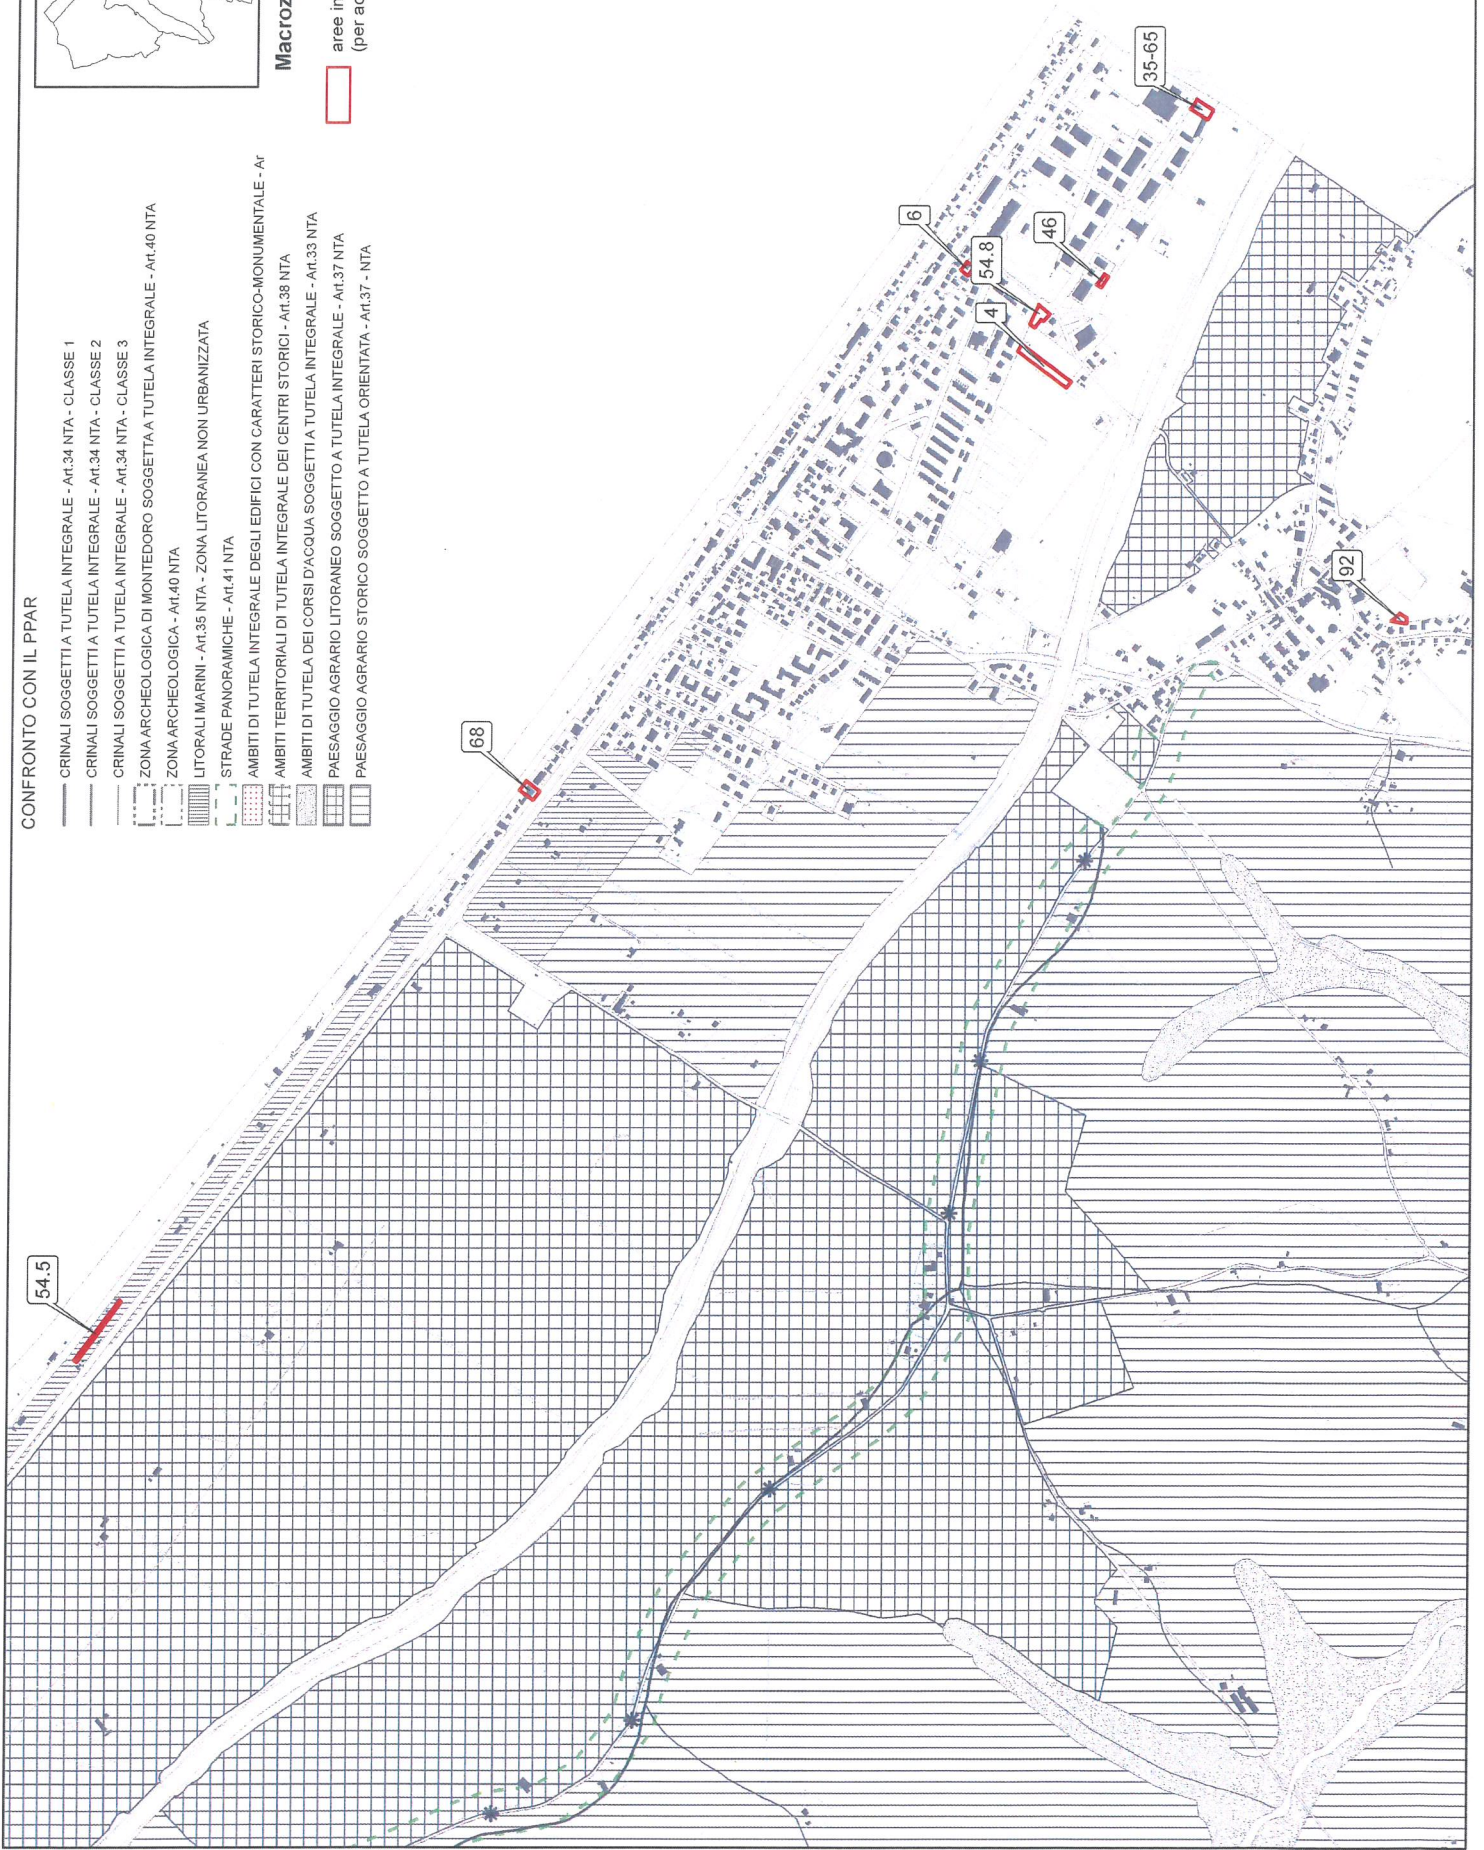 CONFRONTO CON IL PPAR
CRINALI SOGGETTI A TUTELA INTEGRALE - Art.34 NTA - CLASSE 1
CRINALI SOGGETTI A TUTELA INTEGRALE - Art.34 NTA - CLASSE 2
CRINALI SOGGETTI A TUTELA INTEGRALE - Art.34 NTA - CLASSE 3
ZONA ARCHEOLOGICA DI MONTEDORO SOGGETTA A TUTELA INTEGRALE - Art.40 NTA
ZONA ARCHEOLOGICA - Art.40 NTA
LITORALI MARINI - Art.35 NTA - ZONA LITORANEA NON URBANIZZATA
STRADE PANORAMICHE - Art.41 NTA
AMBITI DI TUTELA INTEGRALE DEGLI EDIFICI CON CARATTERI STORICO-MONUMENTALE - Ar
AMBITI TERRITORIALI DI TUTELA INTEGRALE DEI CENTRI STORICI - Art.38 NTA
AMBITI DI TUTELA DEI CORSI D'ACQUA SOGGETTI A TUTELA INTEGRALE - Art.33 NTA
PAESAGGIO AGRARIO LITORANEO SOGGETTO A TUTELA INTEGRALE - Art.37 NTA
PAESAGGIO AGRARIO STORICO SOGGETTO A TUTELA ORIENTATA - Art.37 - NTA
Macroz
aree in
(per ac
54.5
68
6
54.8
4
46
35-65
92